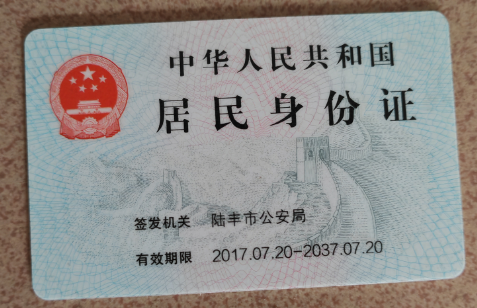 中华人民共和国
居民身份证
签发机关 陆丰市公安局
有效期限 2017.07.20-2037.07.20